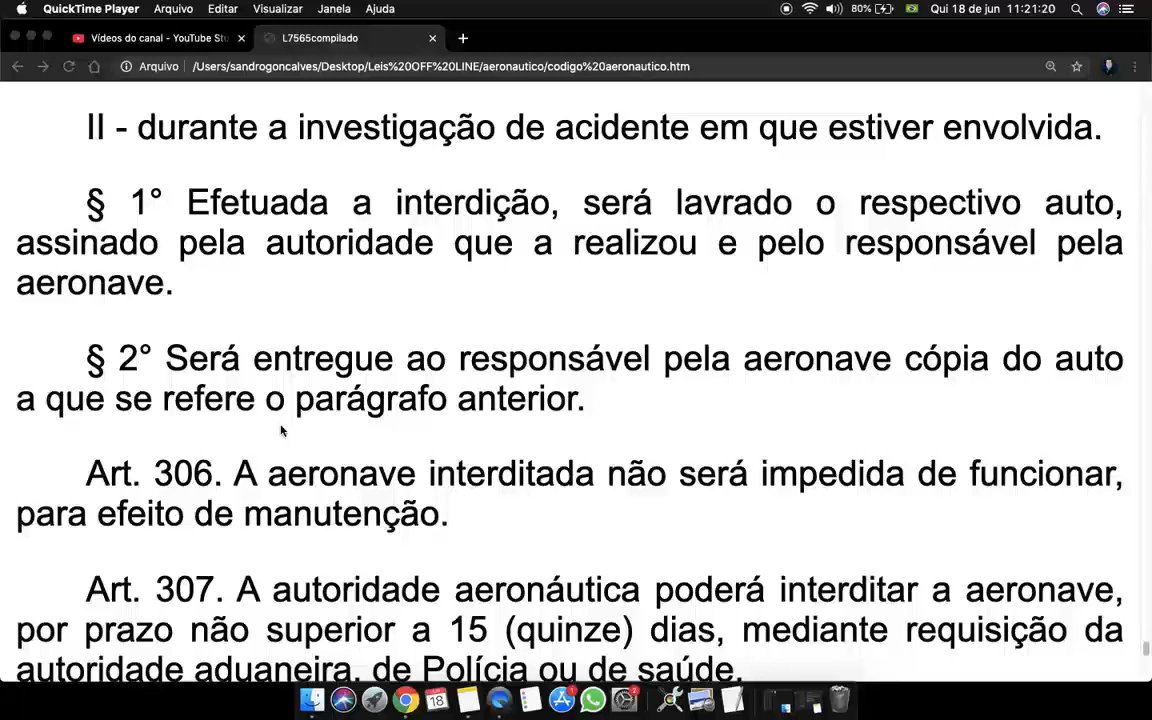 QuickTime Player Arquivo Editar Visualizar Janela Ajuda 80% Qui 18 de jun 11:21:20
Vídeos do canal - YouTube Stu L7565compilado
Arquivo /Users/sandrogoncalves/Desktop/Leis%20OFF%20LINE/aeronautico/codigo%20aeronautico.htm
II - durante a investigação de acidente em que estiver envolvida.
§ 1° Efetuada a interdição, será lavrado o respectivo auto,
assinado pela autoridade que a realizou e pelo responsável pela
aeronave.
§ 2° Será entregue ao responsável pela aeronave cópia do auto
a que se refere o parágrafo anterior.
Art. 306. A aeronave interditada não será impedida de funcionar,
para efeito de manutenção.
Art. 307. A autoridade aeronáutica poderá interditar a aeronave,
por prazo não superior a 15 (quinze) dias, mediante requisição da
autoridade aduaneira, de Polícia ou de saúde.
18